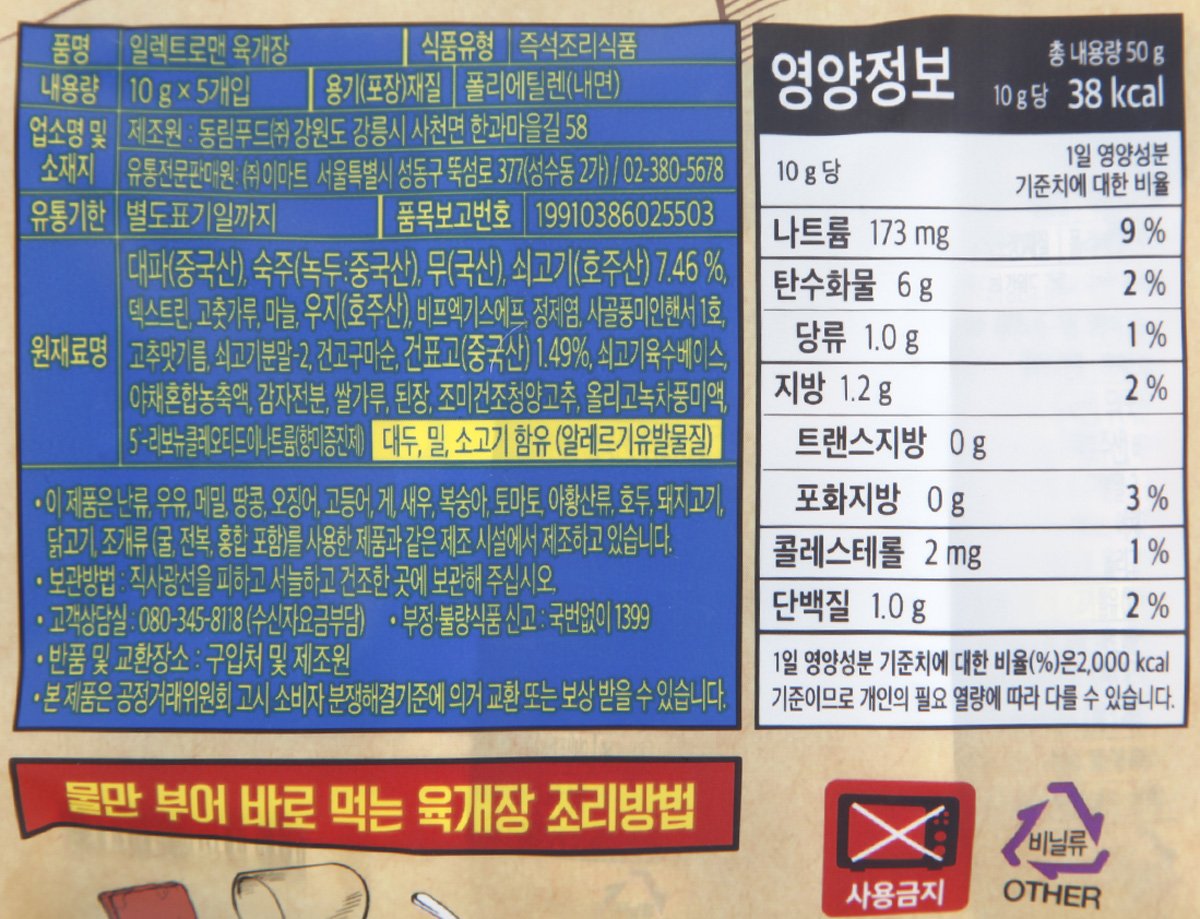 품명 일렉트로맨 육개장 식품유형 즉석조리식품
내용량 10 g × 5개입 용기(포장)재질 폴리에틸렌(내면)
업소명 및 소재지 제조원 : 동림푸드㈜ 강원도 강릉시 사천면 한과마을길 58
유통전문판매원: ㈜이마트 서울특별시 성동구 뚝섬로 377(성수동 2가) / 02-380-5678
유통기한 별도표기일까지 품목보고번호 19910386025503
원재료명
대파(중국산), 숙주(녹두:중국산), 무(국산), 쇠고기(호주산) 7.46 %,
덱스트린, 고춧가루, 마늘, 우지(호주산), 비프엑기스에프, 정제염, 사골풍미인핸서 1호,
고추맛기름, 쇠고기분말-2, 건고구마순, 건표고(중국산) 1.49%, 쇠고기육수베이스,
야채혼합농축액, 감자전분, 쌀가루, 된장, 조미건조청양고추, 올리고녹차풍미액,
5´-리보뉴클레오티드이나트륨(향미증진제) 대두, 밀, 소고기 함유 (알레르기유발물질)
• 이 제품은 난류, 우유, 메밀, 땅콩, 오징어, 고등어, 게, 새우, 복숭아, 토마토, 아황산류, 호두, 돼지고기,
닭고기, 조개류 (굴, 전복, 홍합 포함)를 사용한 제품과 같은 제조 시설에서 제조하고 있습니다.
• 보관방법 : 직사광선을 피하고 서늘하고 건조한 곳에 보관해 주십시오.
• 고객상담실 : 080-345-8118 (수신자요금부담) • 부정·불량식품 신고 : 국번없이 1399
• 반품 및 교환장소 : 구입처 및 제조원
• 본 제품은 공정거래위원회 고시 소비자 분쟁해결기준에 의거 교환 또는 보상 받을 수 있습니다.
영양정보
총 내용량 50 g
10 g당 38 kcal
10 g 당
1일 영양성분
기준치에 대한 비율
나트륨 173 mg 9 %
탄수화물 6 g 2 %
당류 1.0 g 1 %
지방 1.2 g 2 %
트랜스지방 0 g
포화지방 0 g 3 %
콜레스테롤 2 mg 1 %
단백질 1.0 g 2 %
1일 영양성분 기준치에 대한 비율(%)은2,000 kcal
기준이므로 개인의 필요 열량에 따라 다를 수 있습니다.
물만 부어 바로 먹는 육개장 조리방법
사용금지
비닐류
OTHER